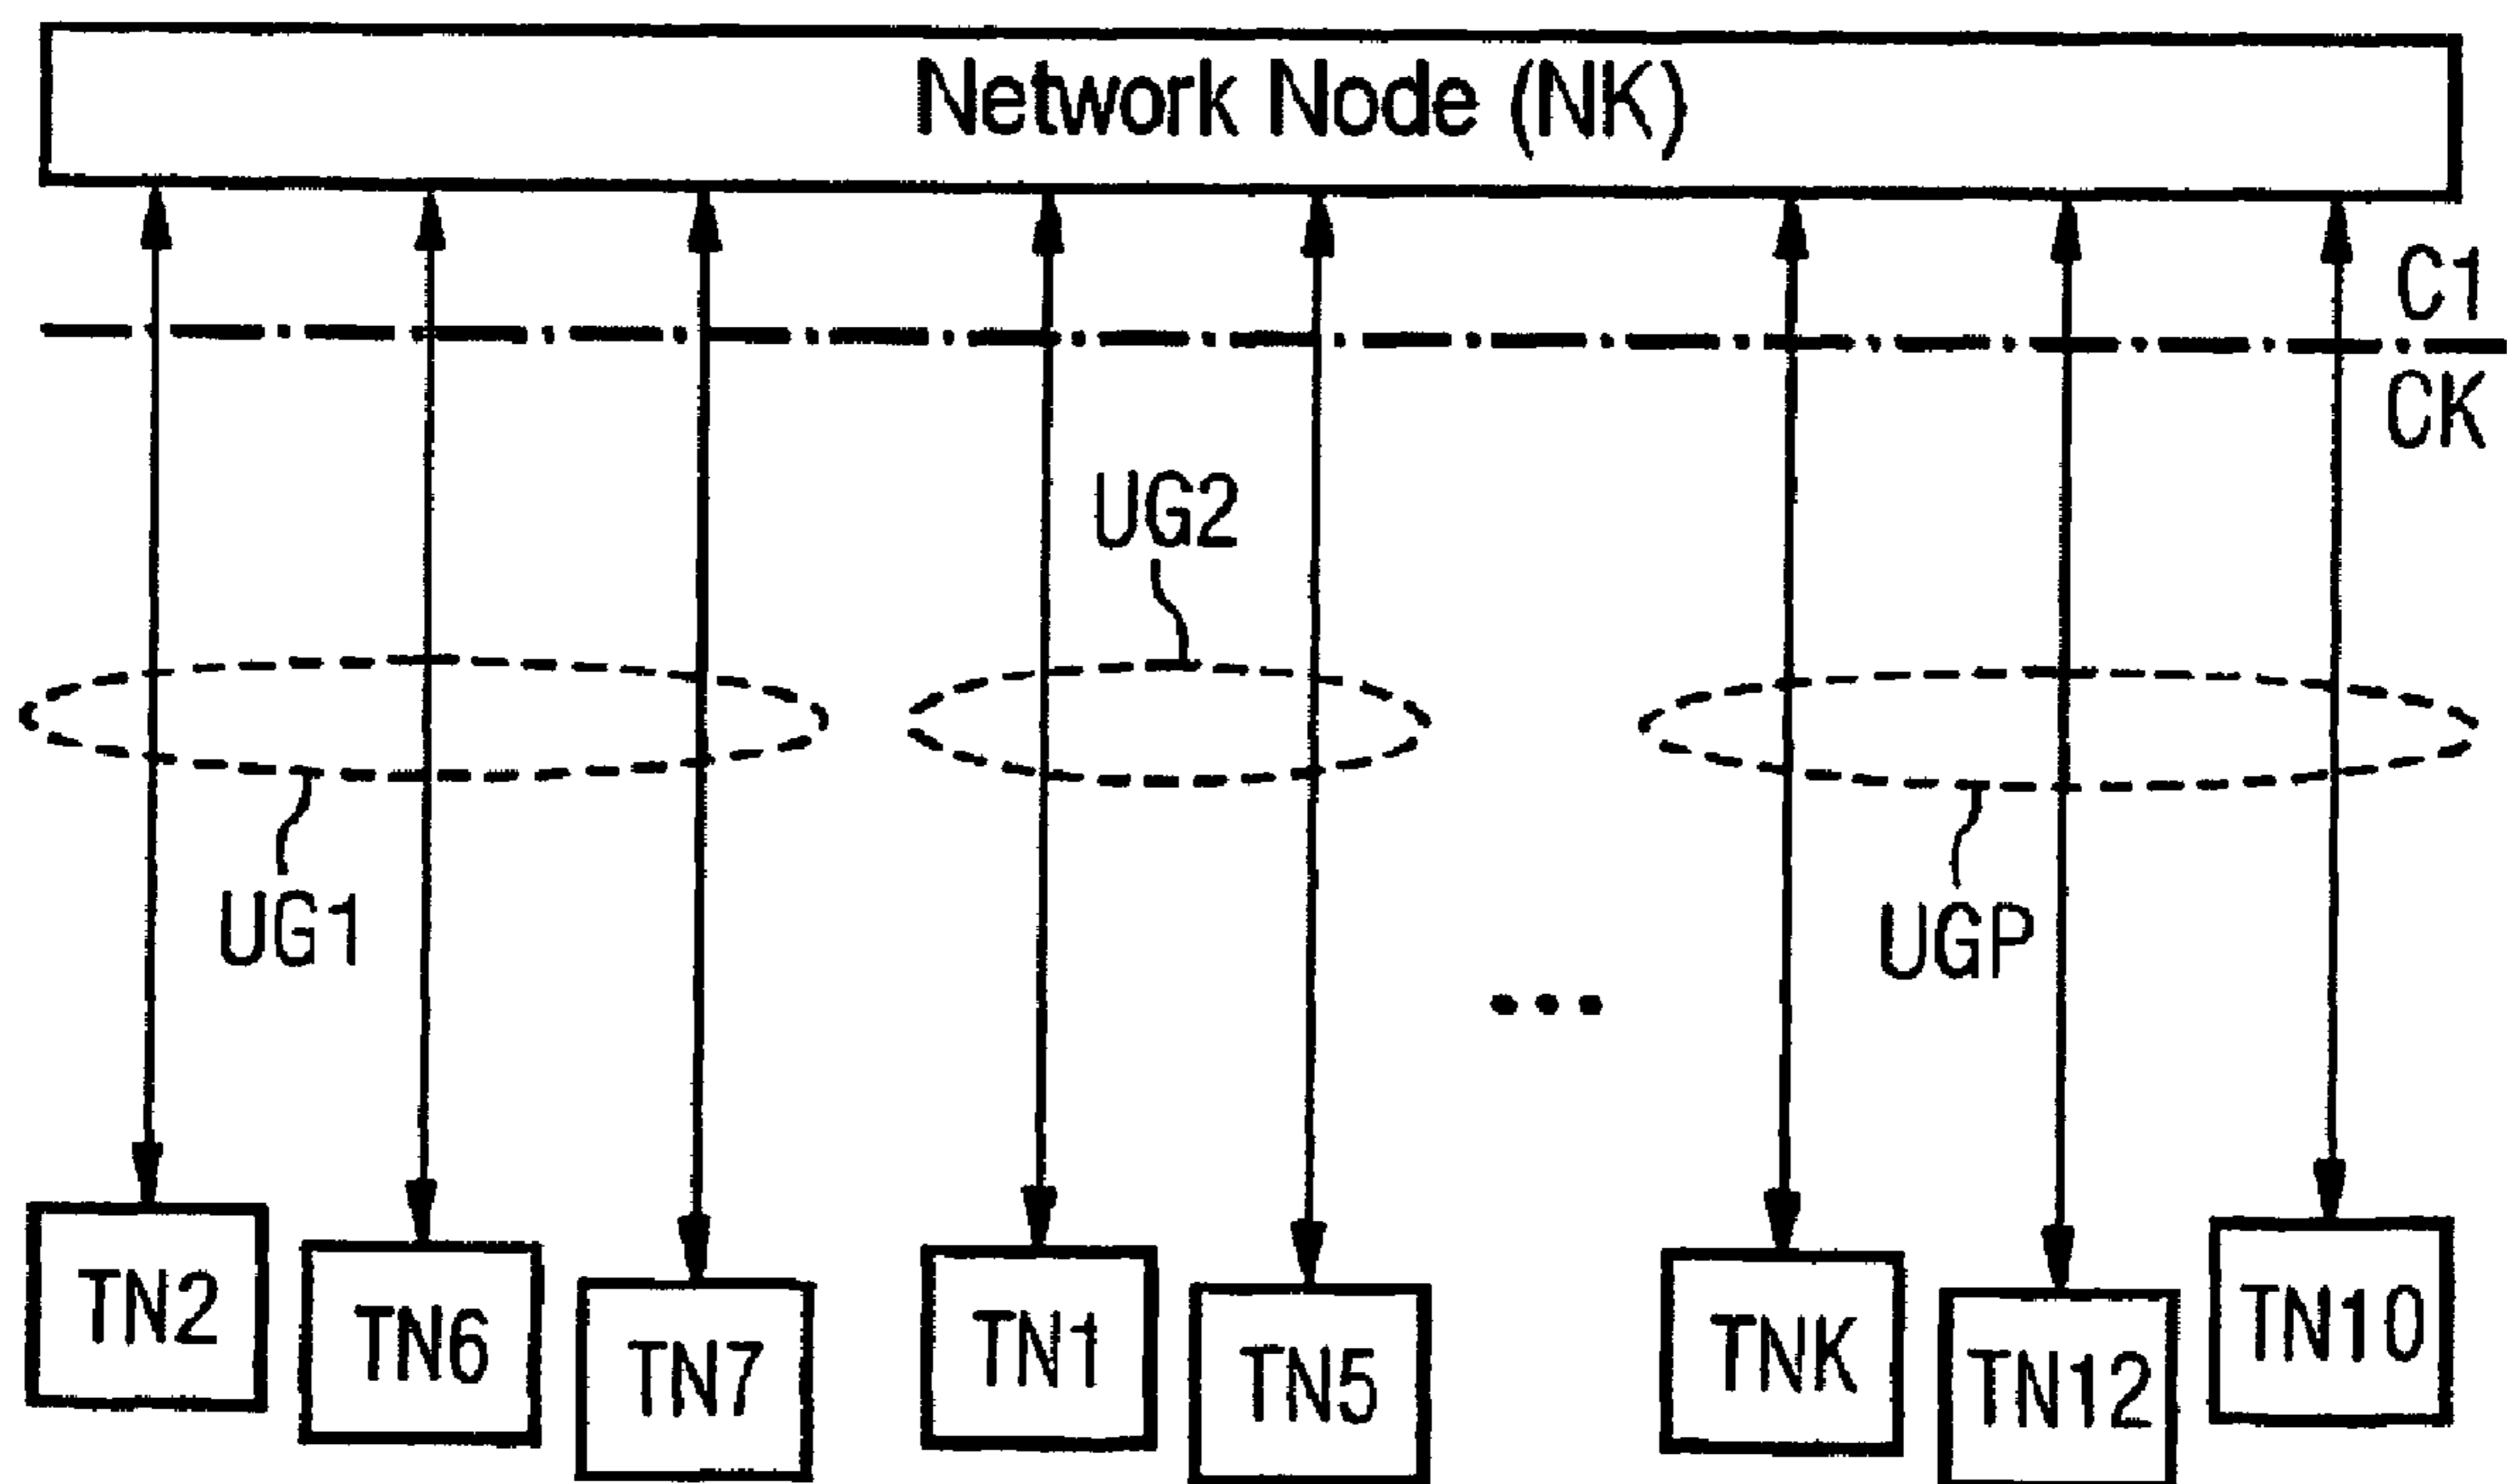 Network Node (NK)
C1
CK
UG2
UG1
UGP
TN2
TN6
TN7
TN1
TN5
TNK
TN12
TN10